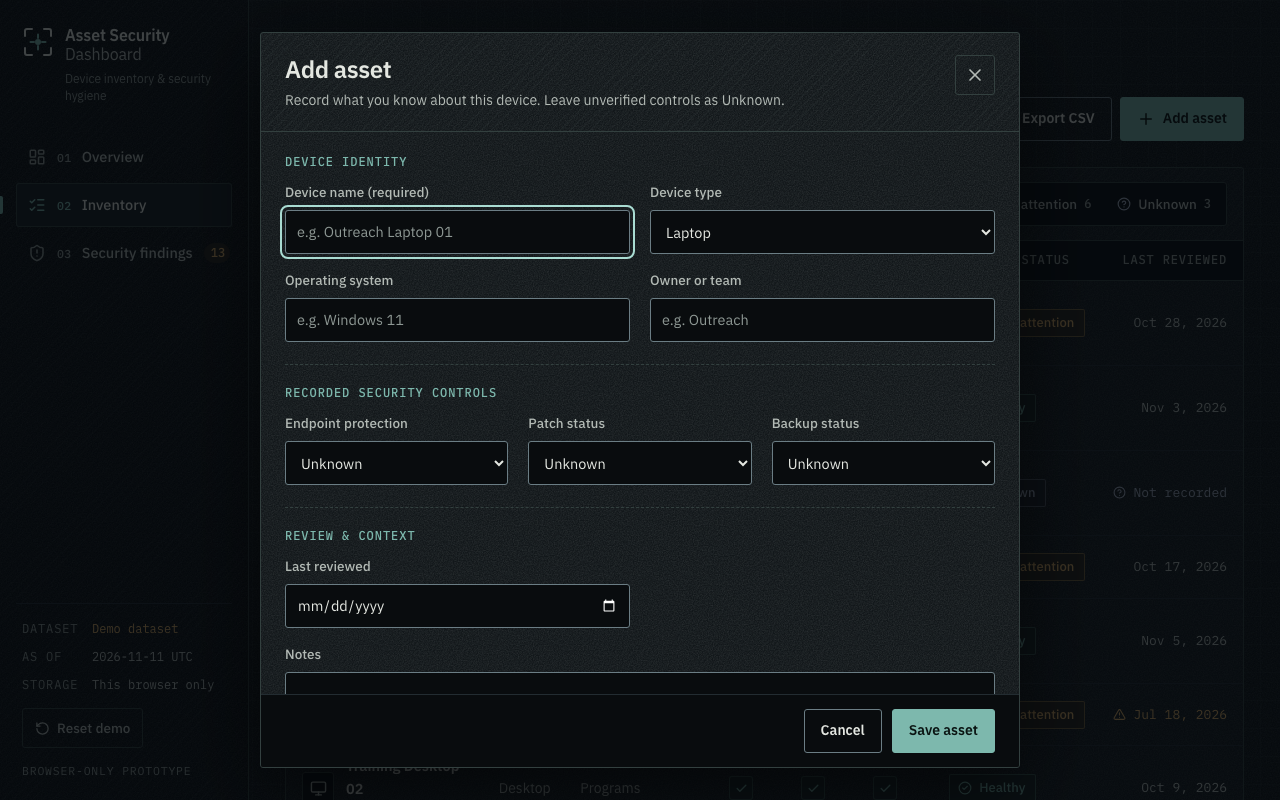 Asset Security
Dashboard
Device inventory & security
hygiene
01 Overview
02 Inventory
03 Security findings 13
DATASET Demo dataset
AS OF 2026-11-11 UTC
STORAGE This browser only
Reset demo
BROWSER-ONLY PROTOTYPE
Add asset
Record what you know about this device. Leave unverified controls as Unknown.
DEVICE IDENTITY
Device name (required)
Device type
e.g. Outreach Laptop 01
Laptop
Operating system
Owner or team
e.g. Windows 11
e.g. Outreach
RECORDED SECURITY CONTROLS
Endpoint protection
Patch status
Backup status
Unknown
Unknown
Unknown
REVIEW & CONTEXT
Last reviewed
mm/dd/yyyy
Notes
Cancel
Save asset
Export CSV
Add asset
attention 6
Unknown 3
STATUS
LAST REVIEWED
attention
Oct 28, 2026
Nov 3, 2026
Not recorded
attention
Oct 17, 2026
Nov 5, 2026
attention
Jul 18, 2026
Training Desktop
02
Desktop
Programs
Healthy
Oct 9, 2026